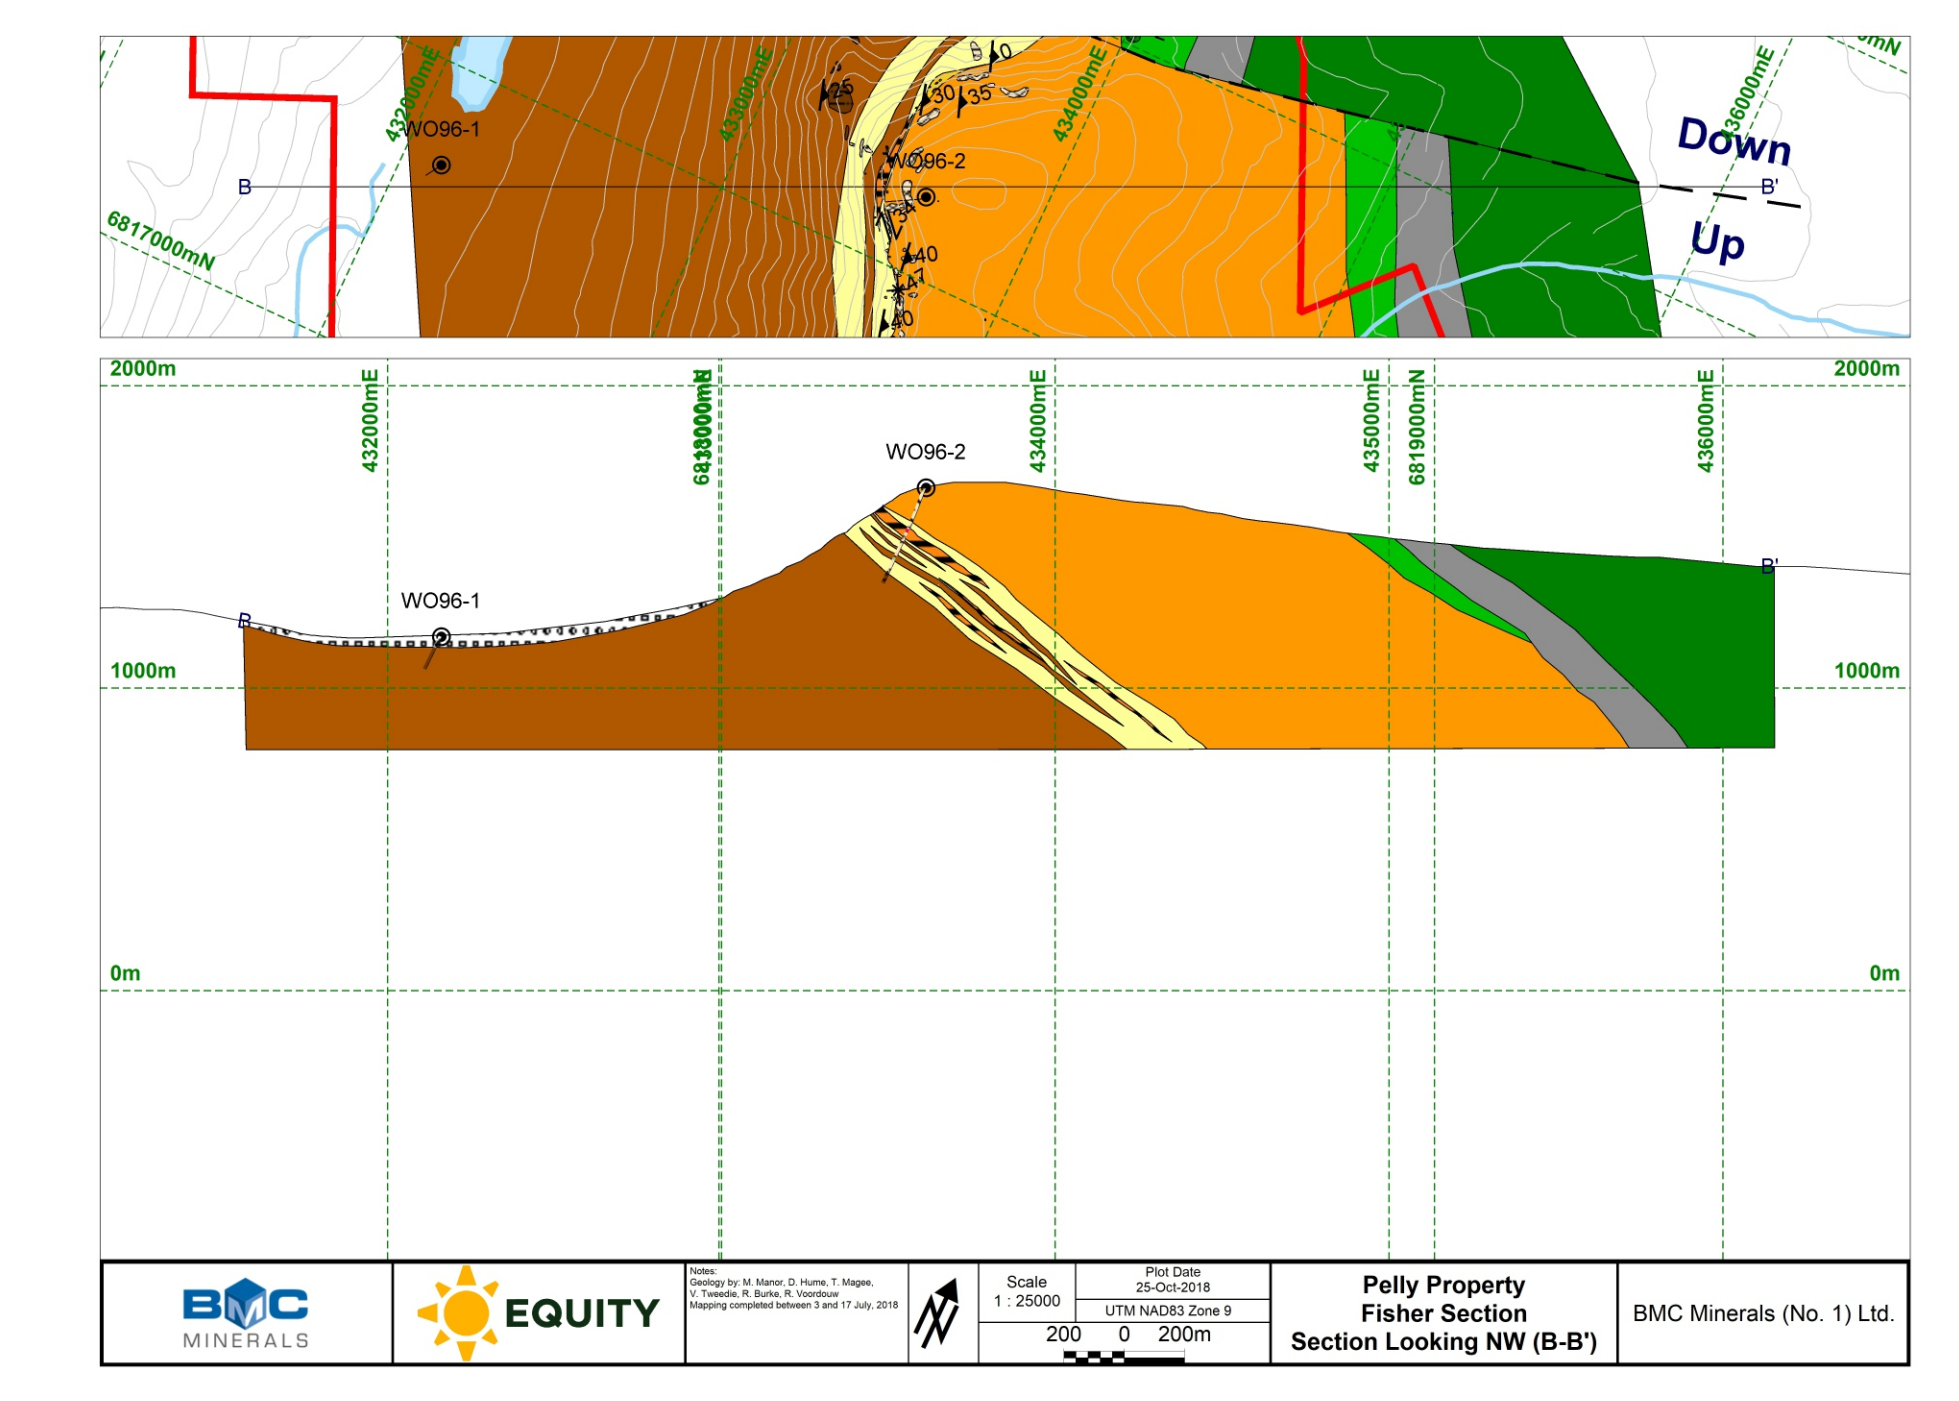 432000mE
433000mE
434000mE
436000mE
6817000mN
WO96-1
WO96-2
B
B'
25
30
35
40
47
40
Down
Up
2000m
2000m
432000mE
434000mE
435000mE
6819000mN
436000mE
WO96-2
WO96-1
B
B'
1000m
1000m
0m
0m
BMC
MINERALS
EQUITY
Notes:
Geology by: M. Manor, D. Hume, T. Magee,
V. Tweedie, R. Burke, R. Voordouw
Mapping completed between 3 and 17 July, 2018
Scale
1 : 25000
Plot Date
25-Oct-2018
UTM NAD83 Zone 9
200 0 200m
Pelly Property
Fisher Section
Section Looking NW (B-B')
BMC Minerals (No. 1) Ltd.